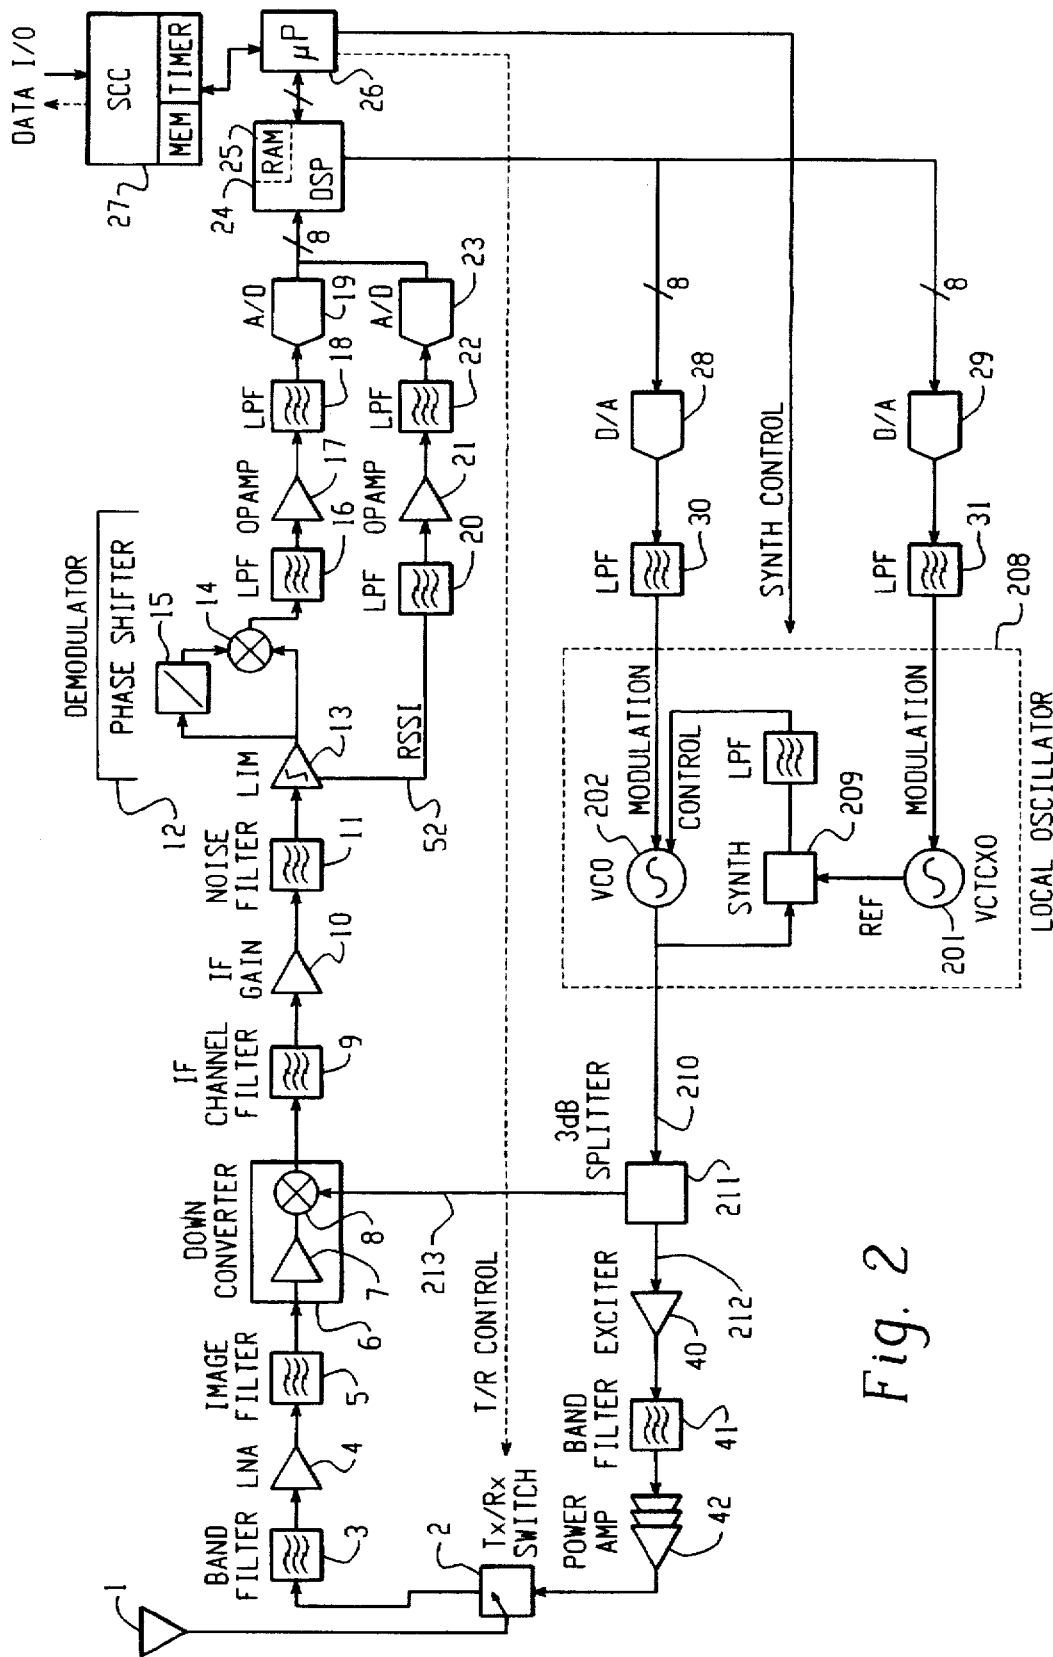 DATA I/O
SCC
MEM
TIMER
27
µP
26
24
25
RAM
DSP
8
A/D
19
A/D
23
LPF
18
LPF
22
OPAMP
17
OPAMP
21
LPF
16
LPF
20
DEMODULATOR
PHASE SHIFTER
12
15
14
LIM
13
RSSI
52
NOISE
FILTER
11
IF
GAIN
10
IF
CHANNEL
FILTER
9
DOWN
CONVERTER
8
7
6
IMAGE
FILTER
5
LNA
4
BAND
FILTER
3
1
2
Tx/Rx
SWITCH
T/R CONTROL
213
SYNTH CONTROL
8
D/A
28
LPF
30
8
D/A
29
LPF
31
208
MODULATION
CONTROL
LPF
202
VCO
SYNTH
209
MODULATION
REF
201
VCTCXO
LOCAL OSCILLATOR
210
3dB
SPLITTER
211
212
EXCITER
40
BAND
FILTER
41
POWER
AMP
42
Fig. 2